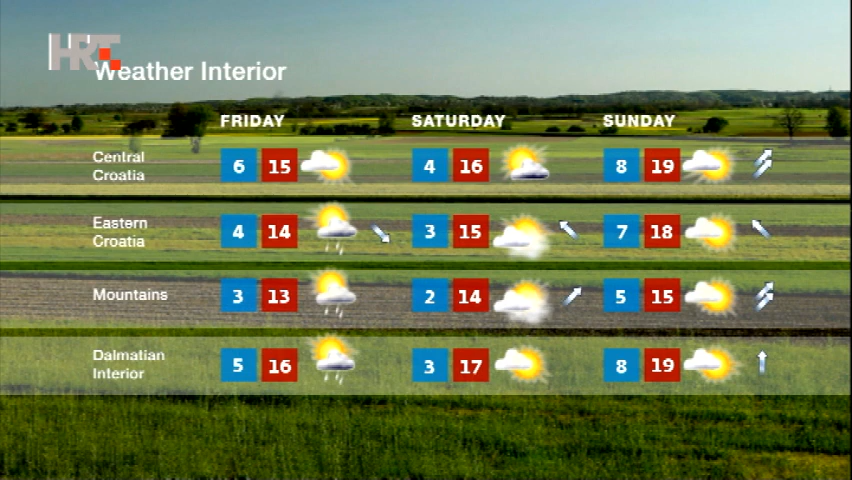 HRT
Weather Interior
FRIDAY SATURDAY SUNDAY
Central
Croatia
6 15 4 16 8 19
Eastern
Croatia
4 14 3 15 7 18
Mountains 3 13 2 14 5 15
Dalmatian
Interior
5 16 3 17 8 19